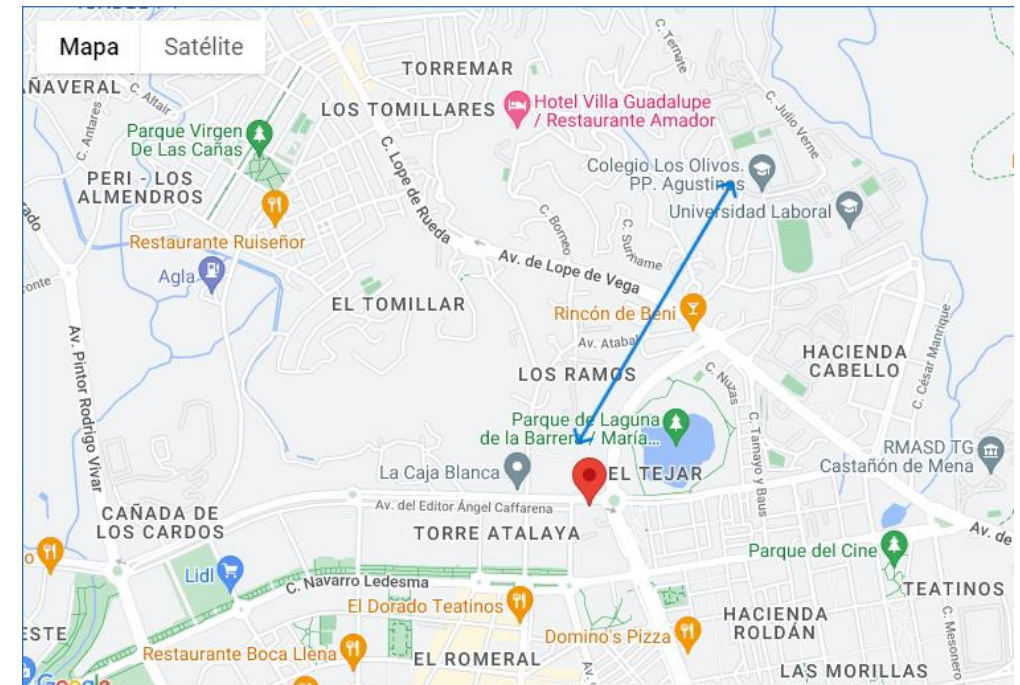 Mapa
Satélite
C. Ternate
TORREMAR
ÑAVERAL
C. Altair
LOS TOMILLARES
Hotel Villa Guadalupe
/ Restaurante Amador
C. Antares
Parque Virgen
De Las Cañas
C. Julio Verne
C. Lope de Rueda
Colegio Los Olivos.
PP. Agustinos
PERI - LOS
ALMENDROS
Universidad Laboral
Restaurante Ruiseñor
C. Borneo
C. Surname
Av. de Lope de Vega
Agla
EL TOMILLAR
Rincón de Beni
Av. Pintor Rodrigo Vivar
Av. Atabal
HACIENDA
CABELLO
C. César Manrique
LOS RAMOS
C. Nuzas
Parque de Laguna
de la Barrera / María...
C. Tamayo y Baus
RMASD TG
Castañón de Mena
La Caja Blanca
EL TEJAR
Av. del Editor Ángel Caffarena
CAÑADA DE
LOS CARDOS
TORRE ATALAYA
Av. de
Parque del Cine
Lidl
C. Navarro Ledesma
TEATINOS
El Dorado Teatinos
HACIENDA
ROLDÁN
C. Mesonero
ESTE
Domino's Pizza
Restaurante Boca Llena
EL ROMERAL
Av.
LAS MORILLAS
Google